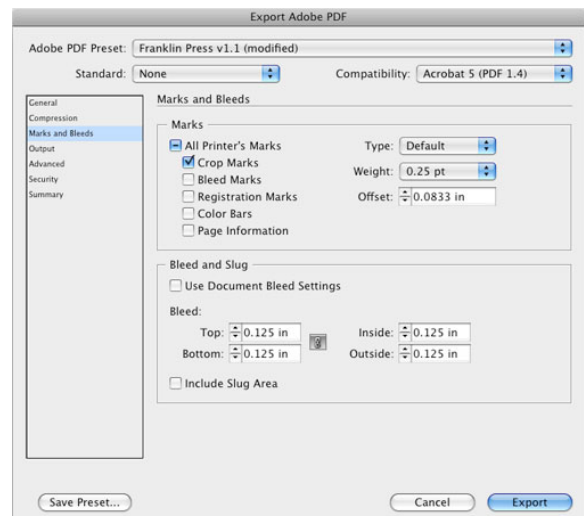 Export Adobe PDF
Adobe PDF Preset: Franklin Press v1.1 (modified)
Standard: None Compatibility: Acrobat 5 (PDF 1.4)
General
Compression
Marks and Bleeds
Output
Advanced
Security
Summary
Marks and Bleeds
Marks
All Printer's Marks
Crop Marks
Bleed Marks
Registration Marks
Color Bars
Page Information
Type: Default
Weight: 0.25 pt
Offset: 0.0833 in
Bleed and Slug
Use Document Bleed Settings
Bleed:
Top: 0.125 in Inside: 0.125 in
Bottom: 0.125 in Outside: 0.125 in
Include Slug Area
Save Preset... Cancel Export